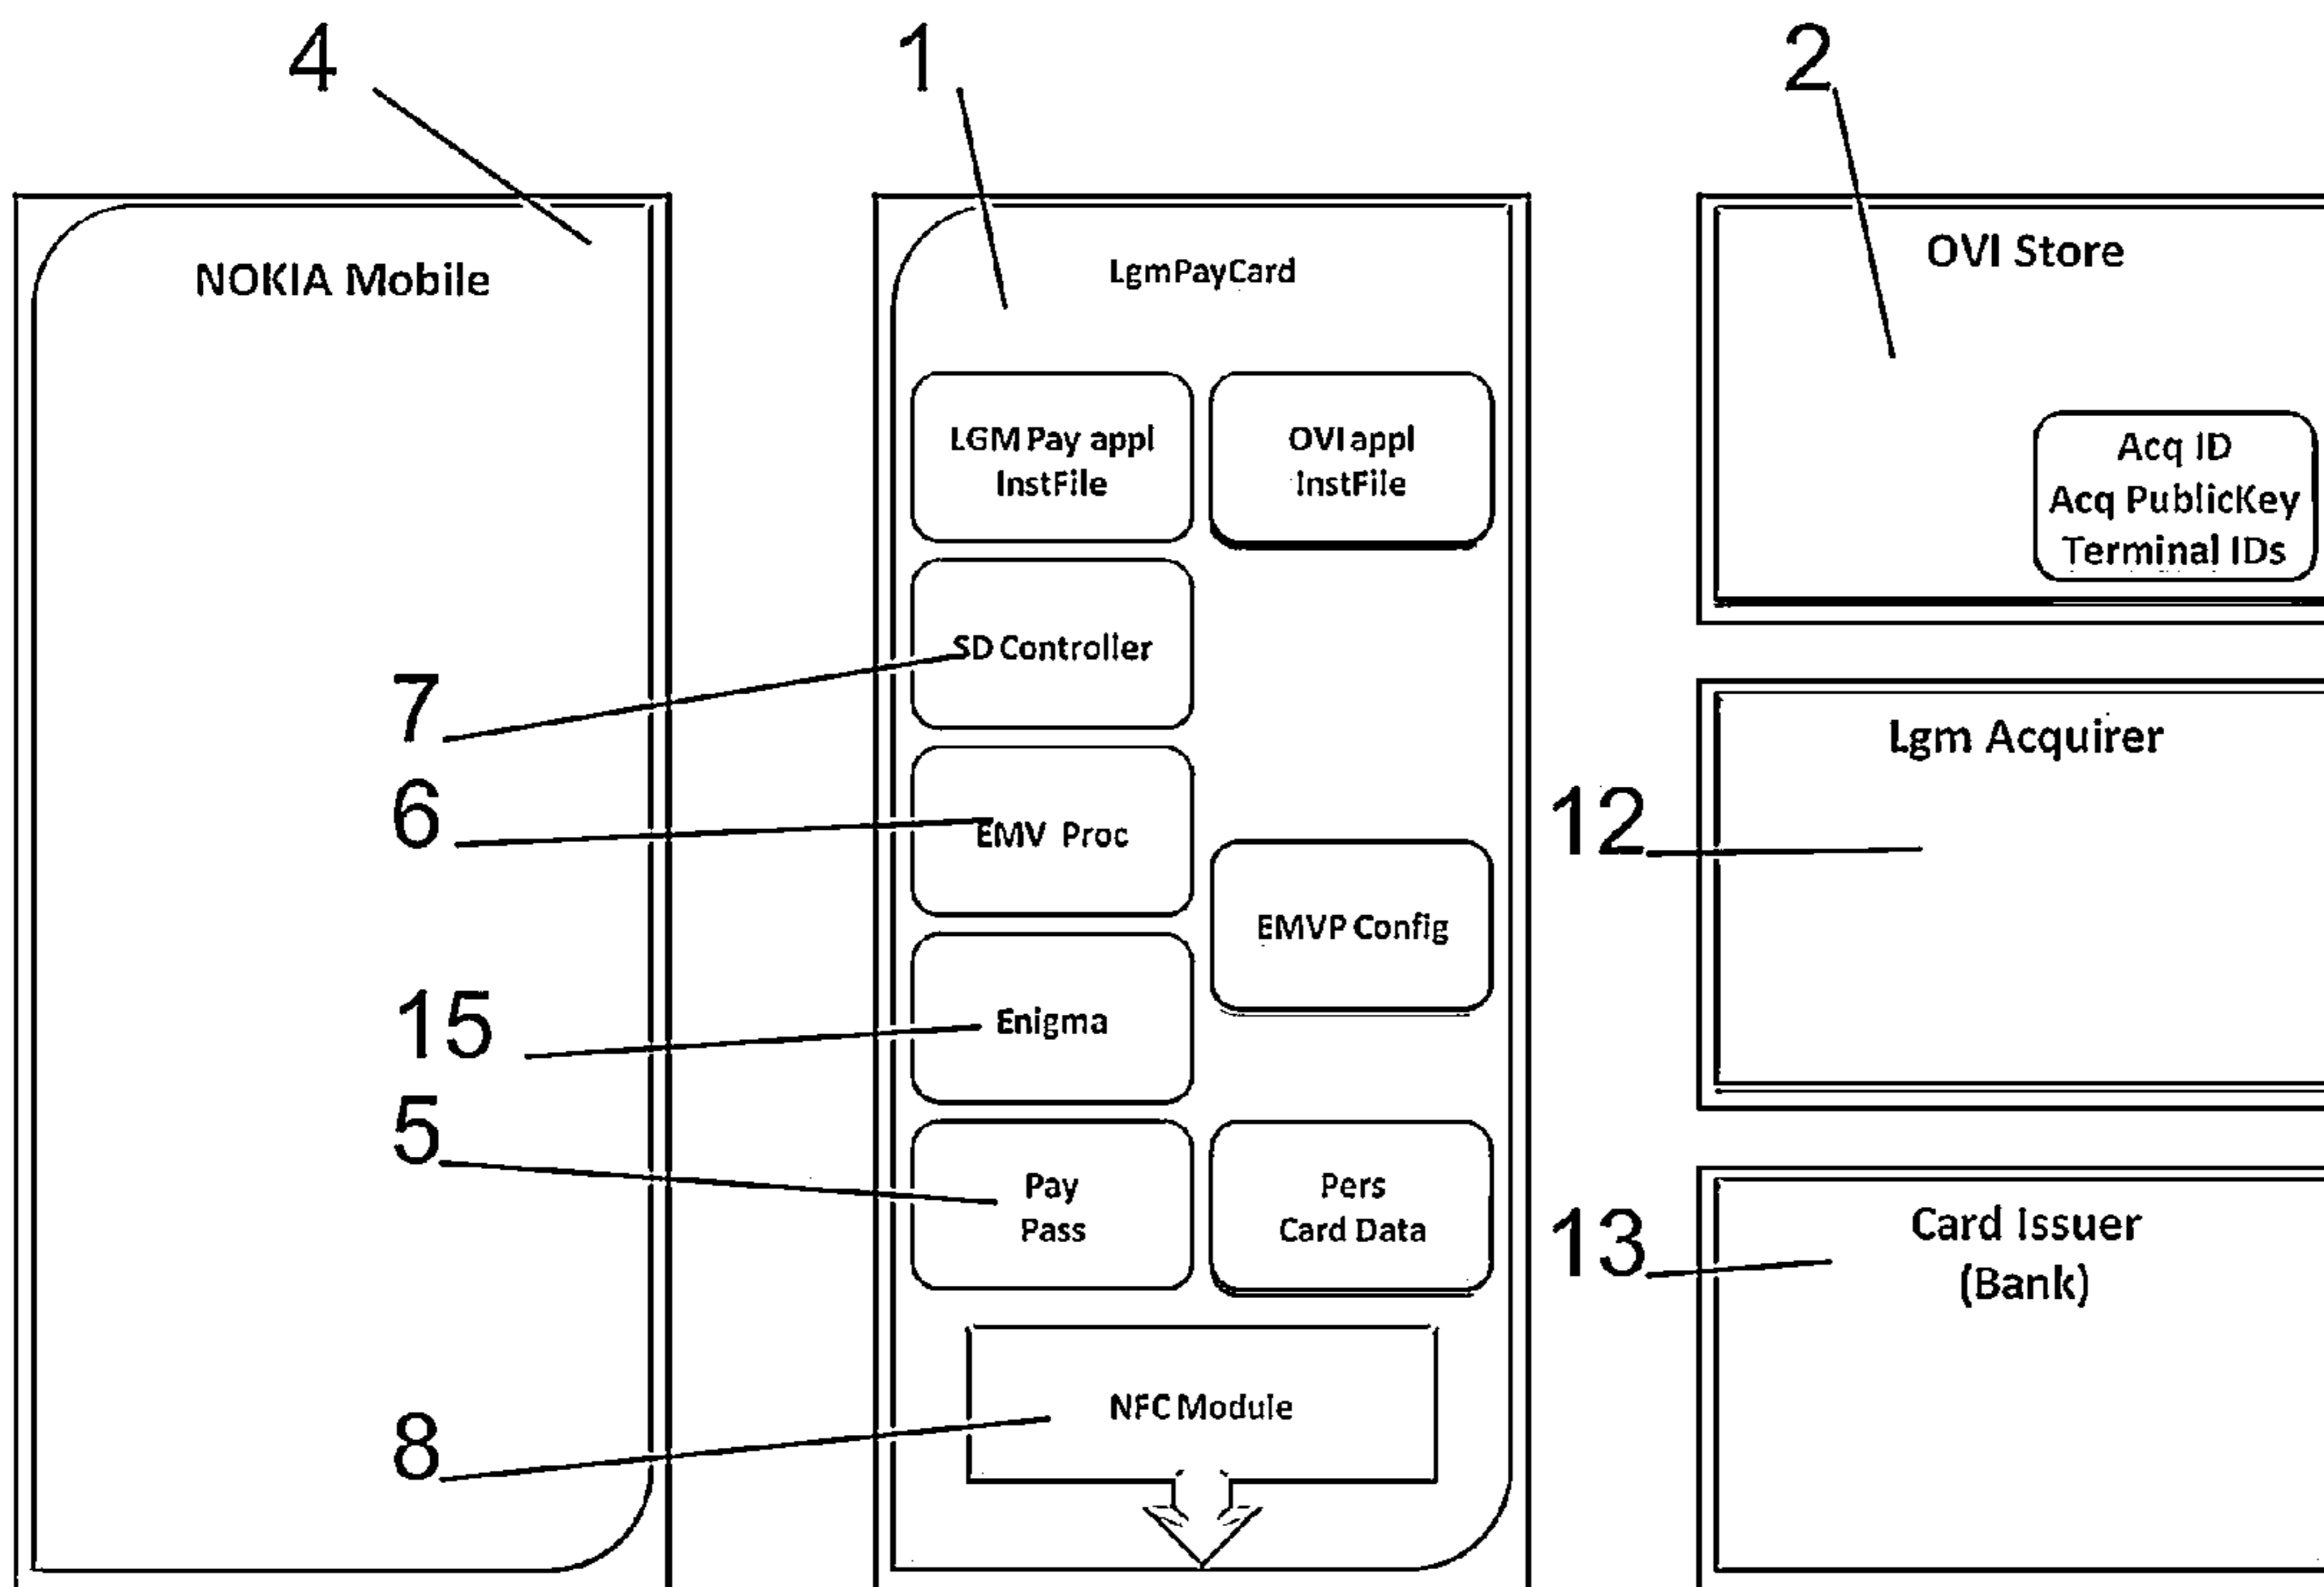 4
1
2
NOKIA Mobile
LgmPayCard
OVI Store
LGM Pay appl
InstFile
OVI appl
InstFile
Acq ID
Acq PublicKey
Terminal IDs
SD Controller
7
Lgm Acquirer
6
EMV Proc
12
EMVP Config
15
Enigma
5
Pay
Pass
Pers
Card Data
13
Card Issuer
(Bank)
NFC Module
8